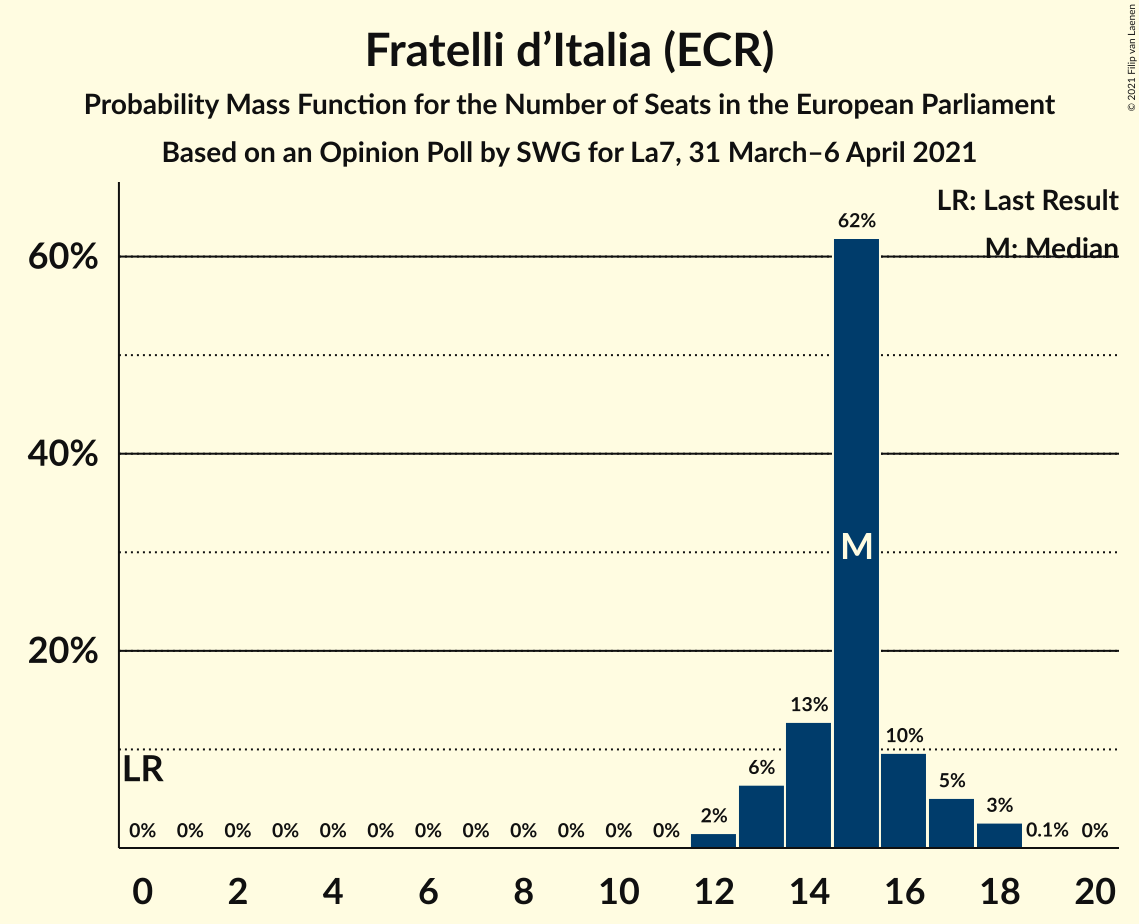 Fratelli d’Italia (ECR)
Probability Mass Function for the Number of Seats in the European Parliament
Based on an Opinion Poll by SWG for La7, 31 March–6 April 2021
© 2021 Filip van Laenen
LR: Last Result
M: Median
62%
60%
40%
M
20%
13%
10%
6%
5%
3%
2%
LR
0% 0% 0% 0% 0% 0% 0% 0% 0% 0% 0% 0% 0.1% 0%
0 2 4 6 8 10 12 14 16 18 20